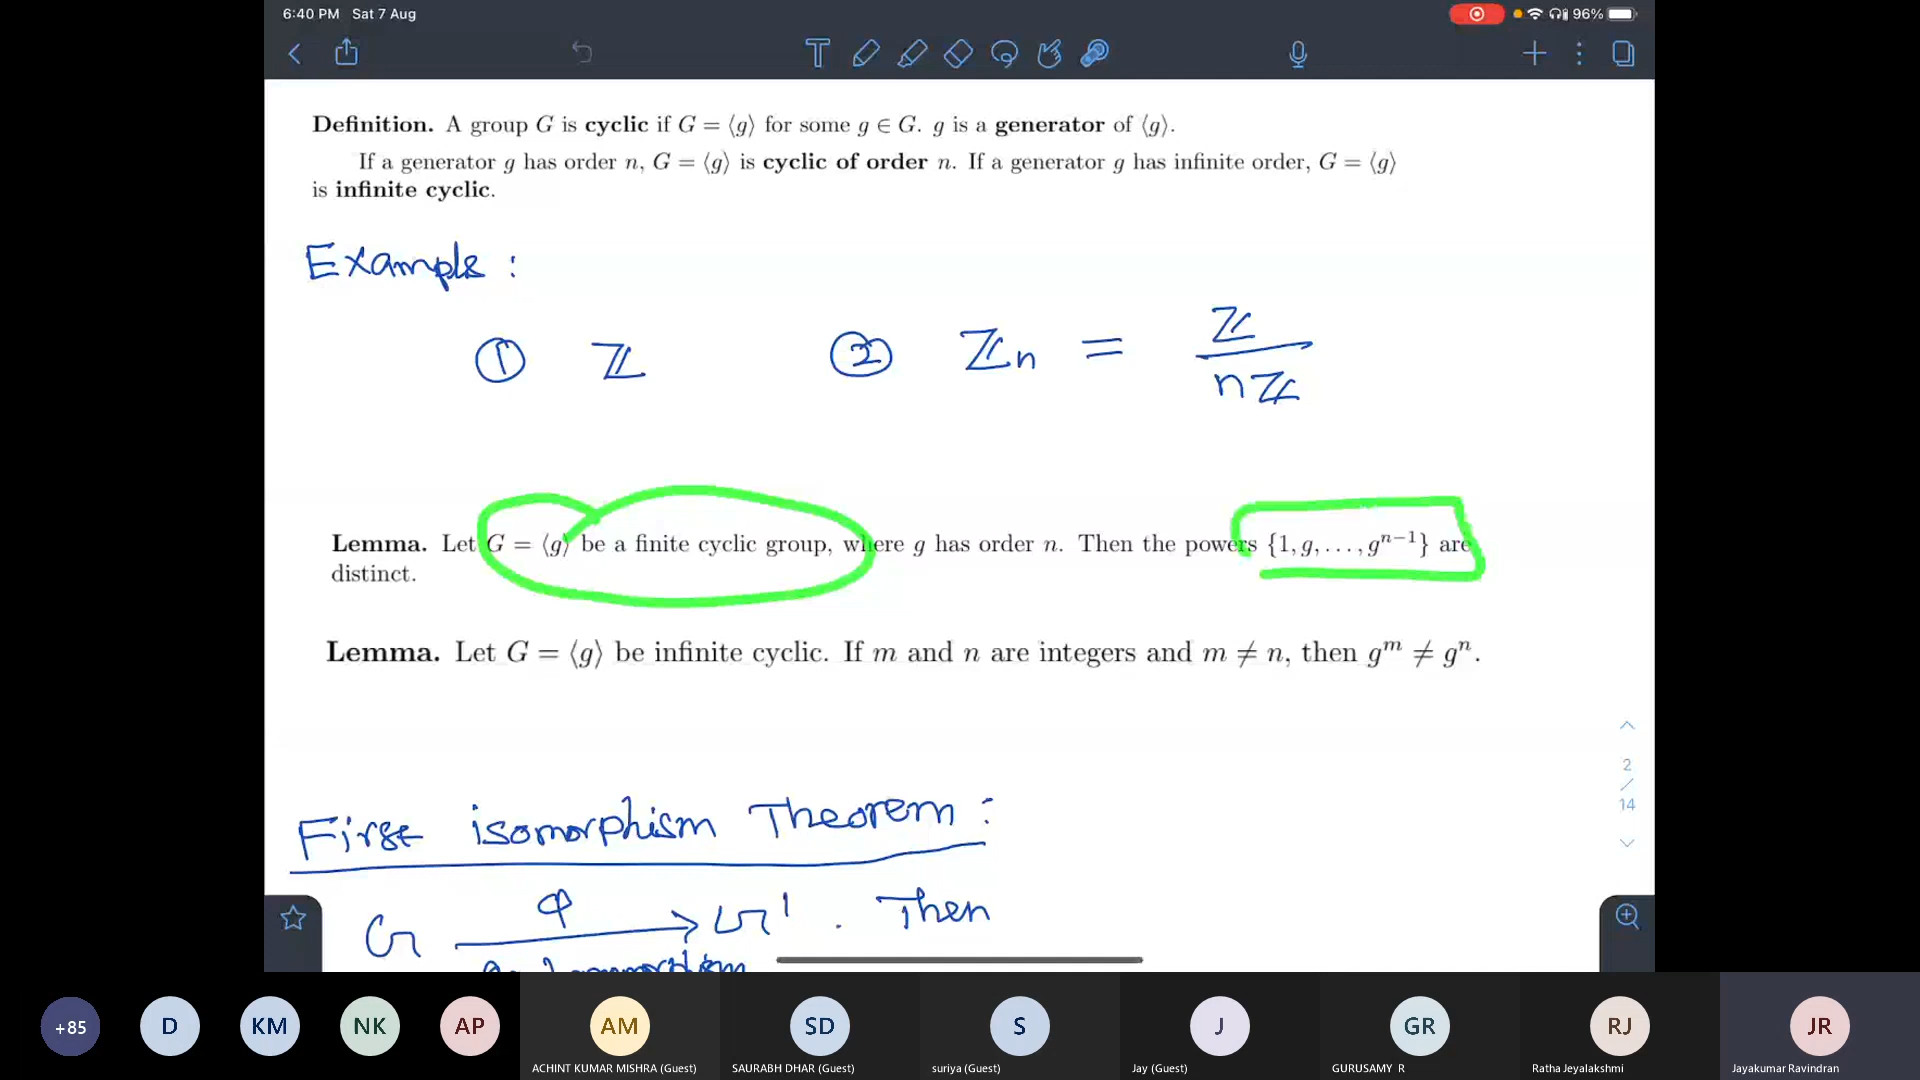 6:40 PM Sat 7 Aug
96%
Definition. A group G is cyclic if G = ⟨g⟩ for some g ∈ G. g is a generator of ⟨g⟩.
If a generator g has order n, G = ⟨g⟩ is cyclic of order n. If a generator g has infinite order, G = ⟨g⟩
is infinite cyclic.
Example :
① ℤ ② ℤn = ℤ/nℤ
Lemma. Let G = ⟨g⟩ be a finite cyclic group, where g has order n. Then the powers {1, g, . . . , gⁿ⁻¹} are
distinct.
Lemma. Let G = ⟨g⟩ be infinite cyclic. If m and n are integers and m ≠ n, then gᵐ ≠ gⁿ.
2
/
14
First isomorphism Theorem :
G φ → G' . Then
+85 D KM NK AP AM SD S J GR RJ JR
ACHINT KUMAR MISHRA (Guest) SAURABH DHAR (Guest) suriya (Guest) Jay (Guest) GURUSAMY R Ratha Jeyalakshmi Jayakumar Ravindran